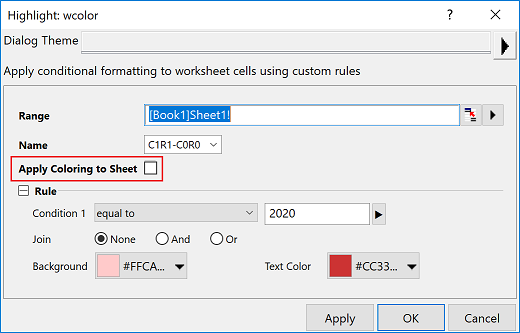 Highlight: wcolor
Dialog Theme
Apply conditional formatting to worksheet cells using custom rules
Range [Book1]Sheet1!
Name C1R1-C0R0
Apply Coloring to Sheet
Rule
Condition 1 equal to 2020
Join None And Or
Background #FFCA... Text Color #CC33...
Apply OK Cancel